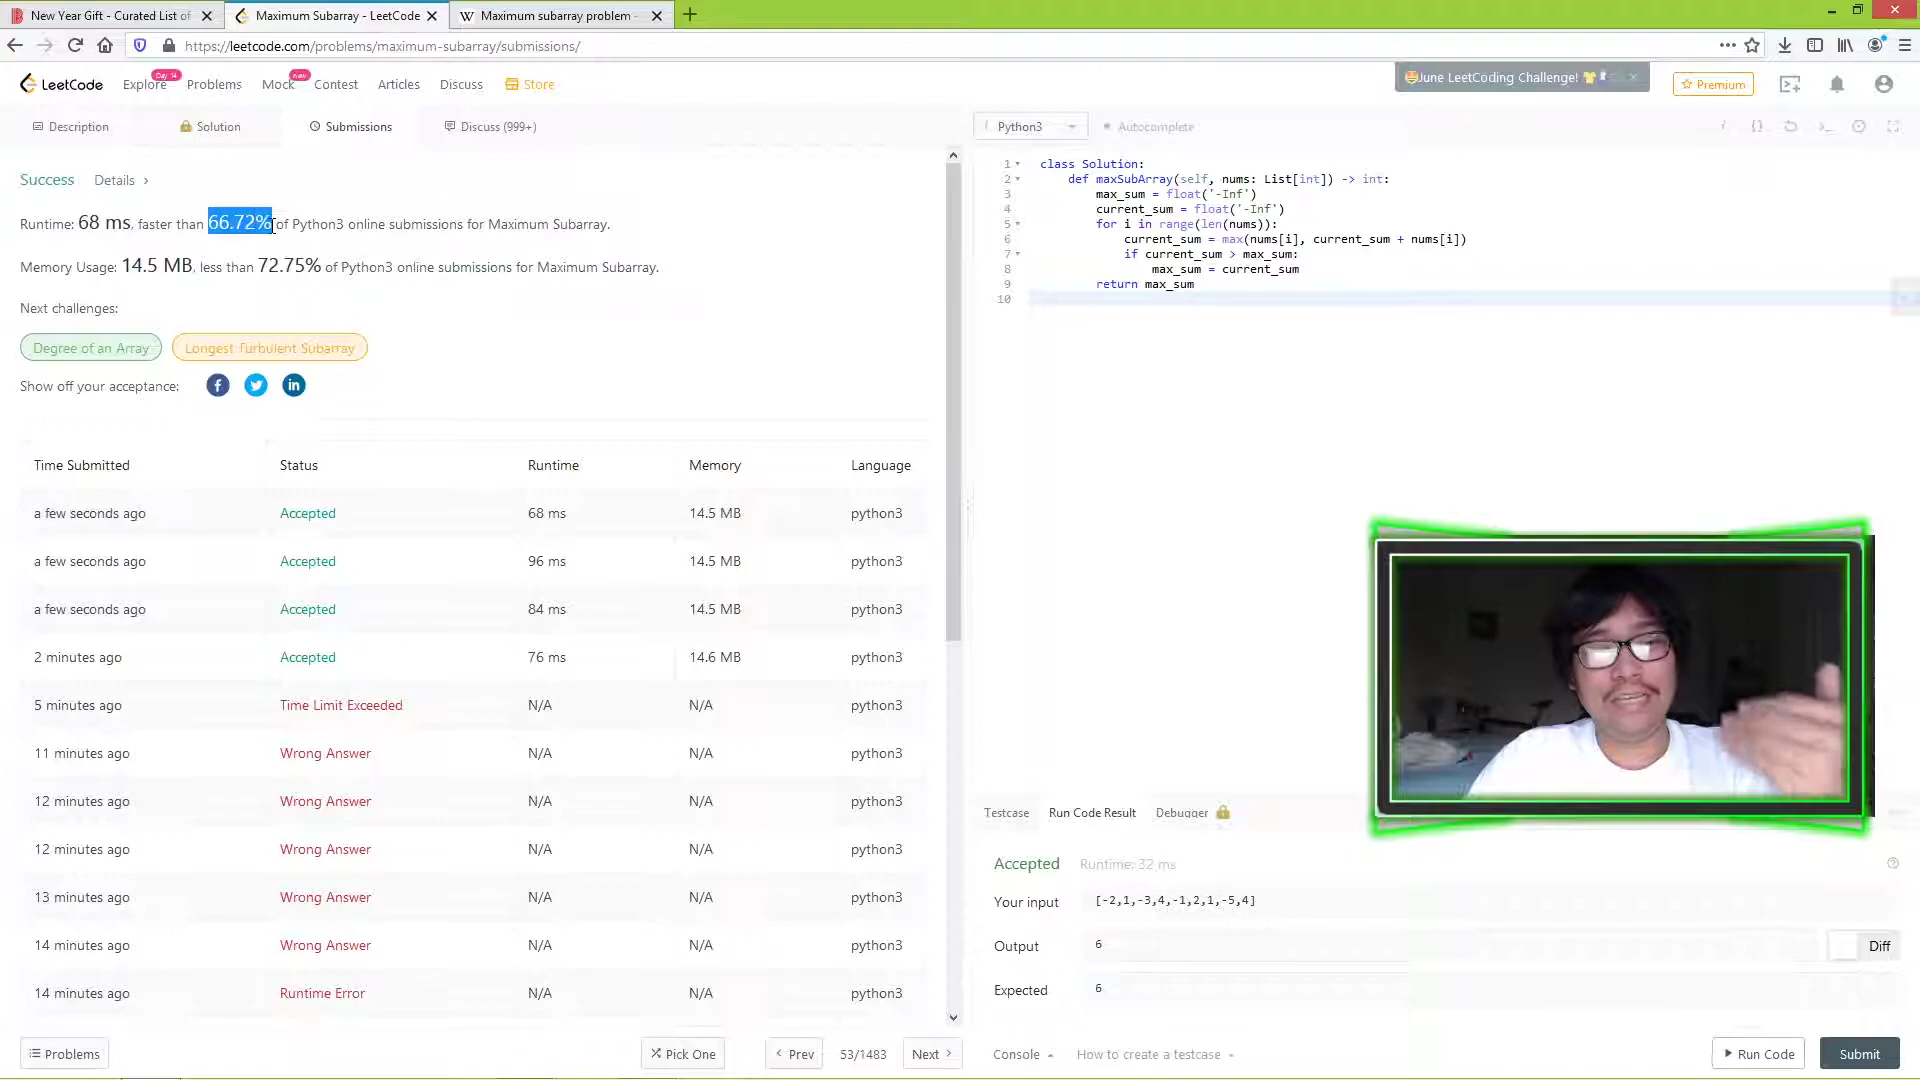 New Year Gift - Curated List of
Maximum Subarray - LeetCode
W Maximum subarray problem -
https://leetcode.com/problems/maximum-subarray/submissions/
LeetCode
Explore
Day 14
Problems
Mock
new
Contest
Articles
Discuss
Store
June LeetCoding Challenge!
Premium
Description
Solution
Submissions
Discuss (999+)
Python3
Autocomplete
Success
Details
Runtime: 68 ms, faster than 66.72% of Python3 online submissions for Maximum Subarray.
Memory Usage: 14.5 MB, less than 72.75% of Python3 online submissions for Maximum Subarray.
Next challenges:
Degree of an Array
Longest Turbulent Subarray
Show off your acceptance:
Time Submitted Status Runtime Memory Language
a few seconds ago Accepted 68 ms 14.5 MB python3
a few seconds ago Accepted 96 ms 14.5 MB python3
a few seconds ago Accepted 84 ms 14.5 MB python3
2 minutes ago Accepted 76 ms 14.6 MB python3
5 minutes ago Time Limit Exceeded N/A N/A python3
11 minutes ago Wrong Answer N/A N/A python3
12 minutes ago Wrong Answer N/A N/A python3
12 minutes ago Wrong Answer N/A N/A python3
13 minutes ago Wrong Answer N/A N/A python3
14 minutes ago Wrong Answer N/A N/A python3
14 minutes ago Runtime Error N/A N/A python3
1 class Solution:
2 def maxSubArray(self, nums: List[int]) -> int:
3 max_sum = float('-Inf')
4 current_sum = float('-Inf')
5 for i in range(len(nums)):
6 current_sum = max(nums[i], current_sum + nums[i])
7 if current_sum > max_sum:
8 max_sum = current_sum
9 return max_sum
10
Testcase
Run Code Result
Debugger
Accepted
Runtime: 32 ms
Your input
[-2,1,-3,4,-1,2,1,-5,4]
Output
6
Diff
Expected
6
Problems
Pick One
Prev
53/1483
Next
Console
How to create a testcase
Run Code
Submit